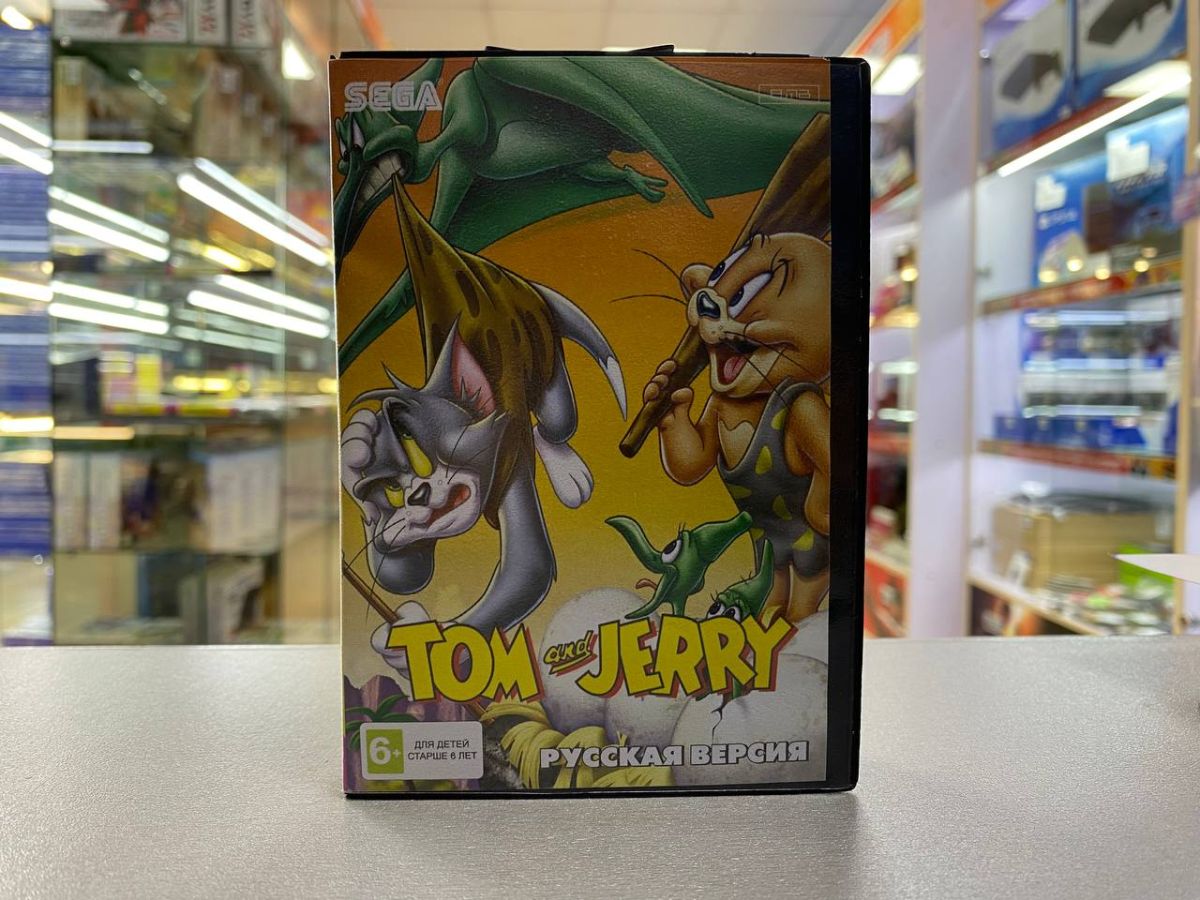 SEGA
TOM and JERRY
6+
ДЛЯ ДЕТЕЙ
СТАРШЕ 6 ЛЕТ
РУССКАЯ ВЕРСИЯ